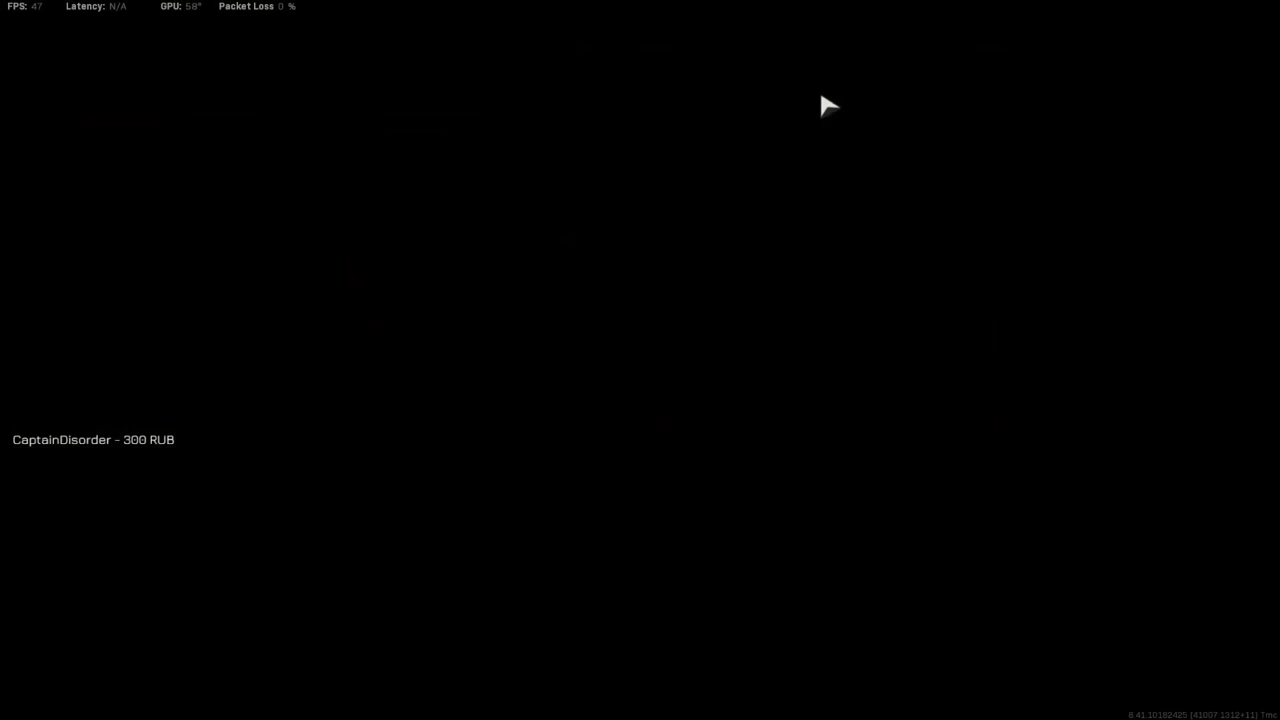 FPS: 47 Latency: N/A GPU: 58° Packet Loss 0 %
CaptainDisorder - 300 RUB